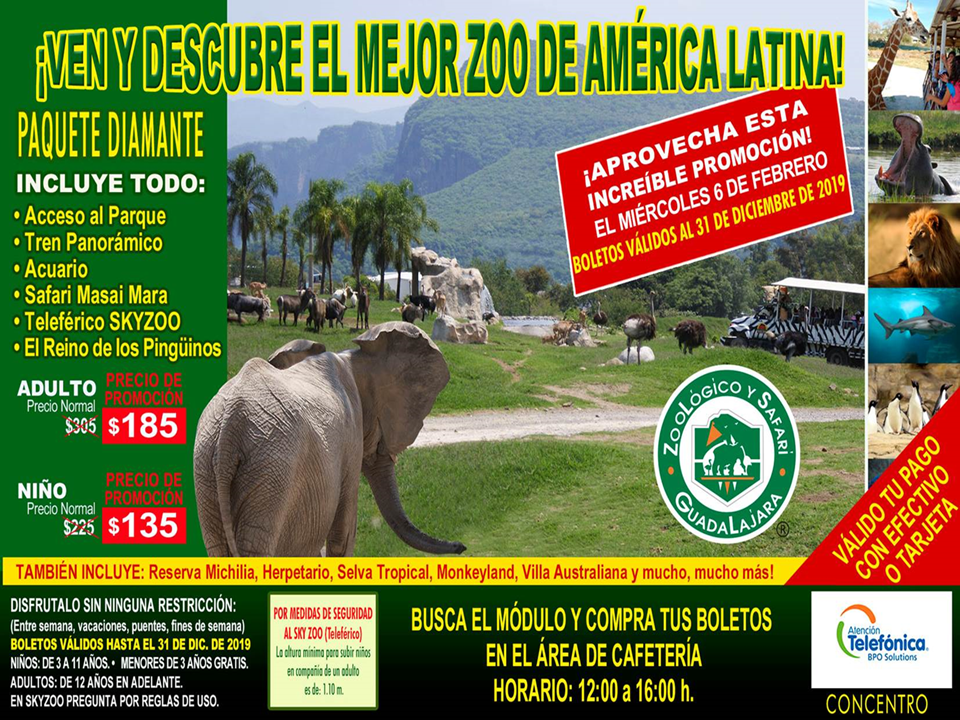 ¡VEN Y DESCUBRE EL MEJOR ZOO DE AMÉRICA LATINA!
PAQUETE DIAMANTE
INCLUYE TODO:
• Acceso al Parque
• Tren Panorámico
• Acuario
• Safari Masai Mara
• Teleférico SKYZOO
• El Reino de los Pingüinos
ADULTO
Precio Normal
$305
PRECIO DE
PROMOCIÓN
$185
NIÑO
Precio Normal
$225
PRECIO DE
PROMOCIÓN
$135
¡APROVECHA ESTA
INCREÍBLE PROMOCIÓN!
EL MIÉRCOLES 6 DE FEBRERO
BOLETOS VÁLIDOS AL 31 DE DICIEMBRE DE 2019
ZOOLÓGICO Y SAFARI
GUADALAJARA
®
VÁLIDO TU PAGO
CON EFECTIVO
O TARJETA
TAMBIÉN INCLUYE: Reserva Michilia, Herpetario, Selva Tropical, Monkeyland, Villa Australiana y mucho, mucho más!
DISFRUTALO SIN NINGUNA RESTRICCIÓN:
(Entre semana, vacaciones, puentes, fines de semana)
BOLETOS VÁLIDOS HASTA EL 31 DE DIC. DE 2019
NIÑOS: DE 3 A 11 AÑOS. • MENORES DE 3 AÑOS GRATIS.
ADULTOS: DE 12 AÑOS EN ADELANTE.
EN SKYZOO PREGUNTA POR REGLAS DE USO.
POR MEDIDAS DE SEGURIDAD
AL SKY ZOO (Teleférico)
La altura mínima para subir niños
en compañía de un adulto
es de: 1.10 m.
BUSCA EL MÓDULO Y COMPRA TUS BOLETOS
EN EL ÁREA DE CAFETERÍA
HORARIO: 12:00 a 16:00 h.
Atención
Telefónica
BPO Solutions
CONCENTRO